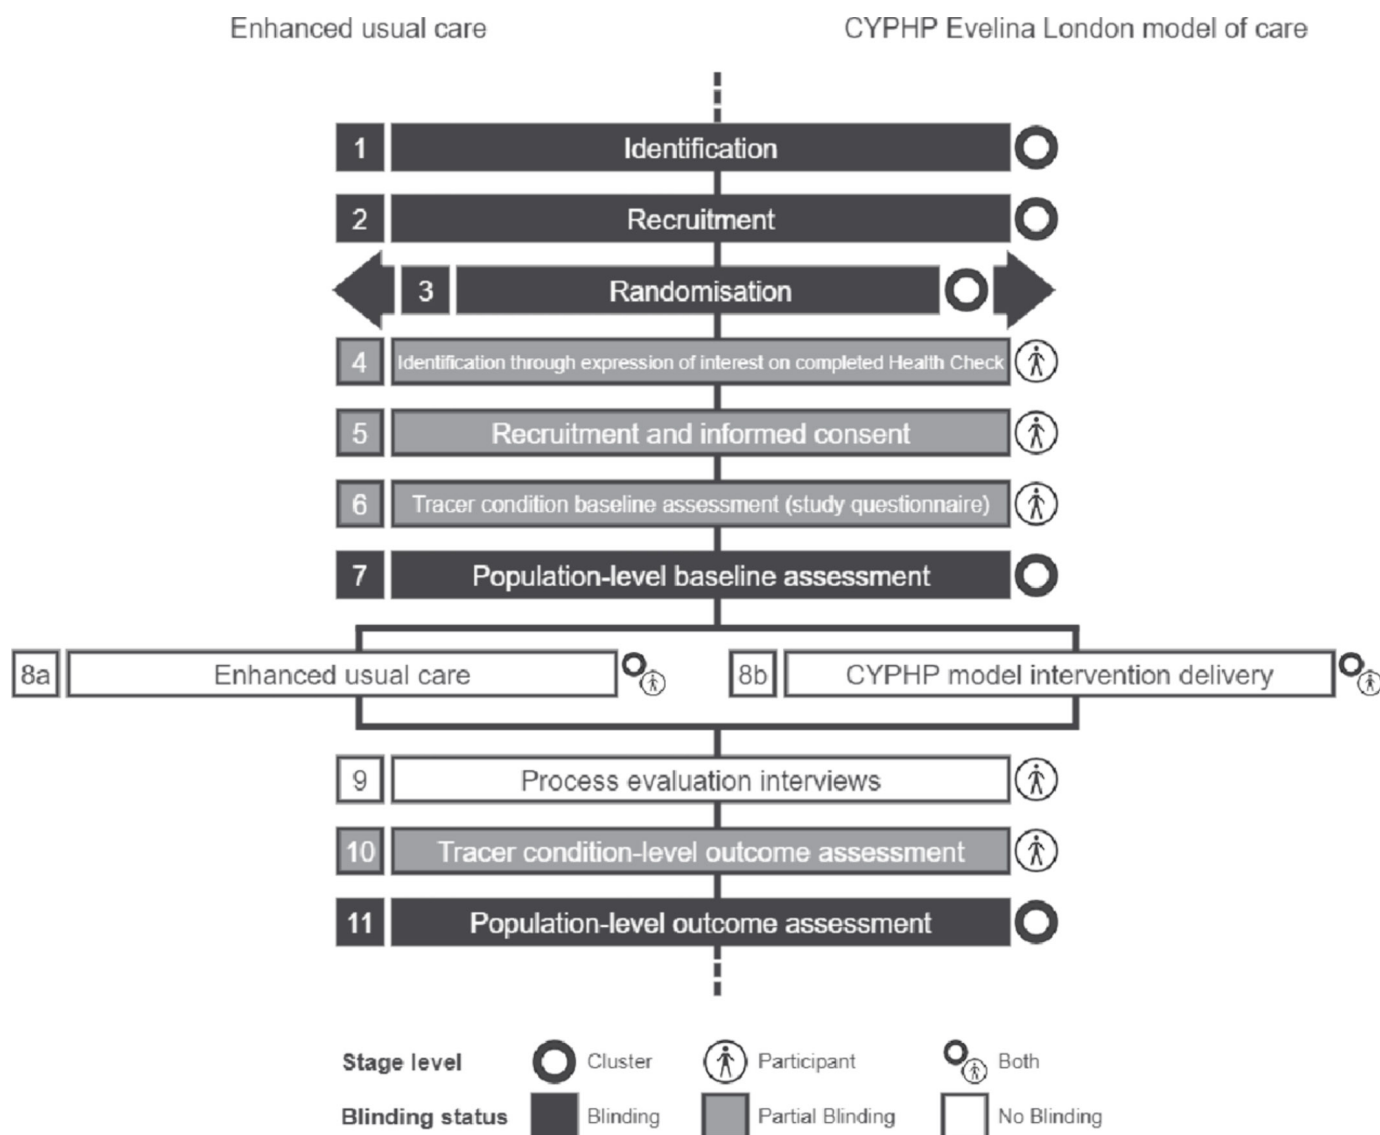 Enhanced usual care
CYPHP Evelina London model of care
1 Identification
2 Recruitment
3 Randomisation
4 Identification through expression of interest on completed Health Check
5 Recruitment and informed consent
6 Tracer condition baseline assessment (study questionnaire)
7 Population-level baseline assessment
8a Enhanced usual care
8b CYPHP model intervention delivery
9 Process evaluation interviews
10 Tracer condition-level outcome assessment
11 Population-level outcome assessment
Stage level Cluster Participant Both
Blinding status Blinding Partial Blinding No Blinding